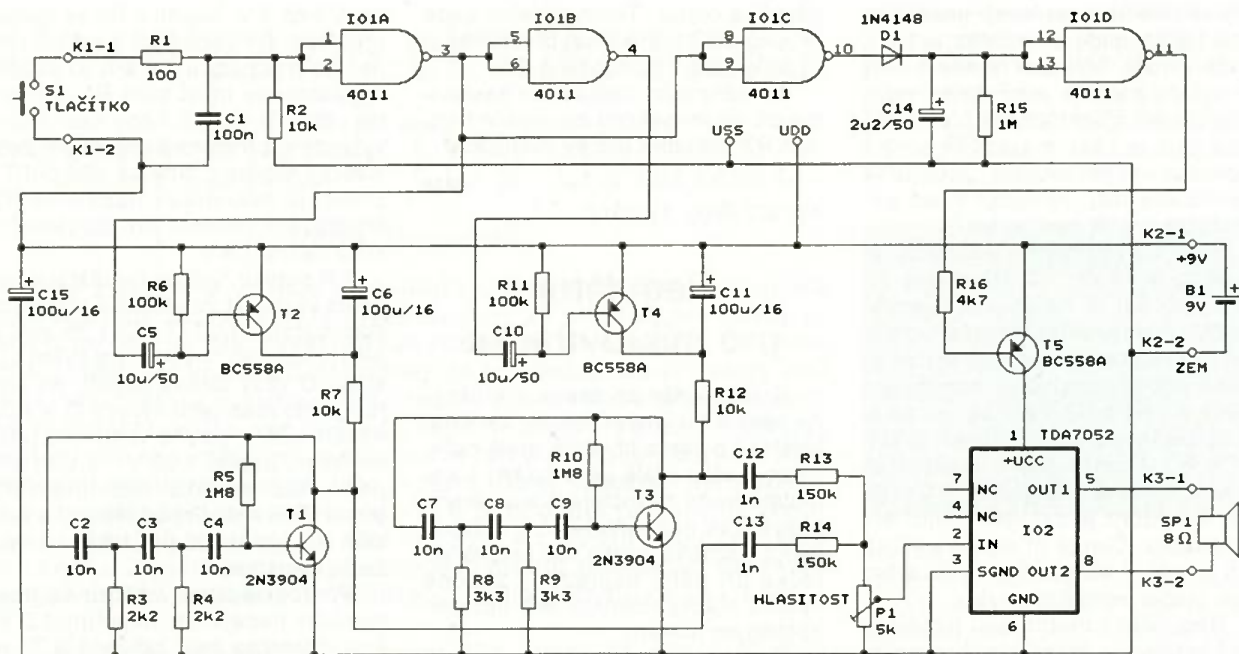 IO1A
IO1B
IO1C
1N4148
D1
IO1D
K1-1
R1
100
1
2
3
4011
5
6
4
4011
8
9
10
4011
12
13
11
4011
S1
TLAČÍTKO
K1-2
C1
100n
R2
10k
USS
UDD
C14
2u2/50
R15
1M
K2-1
+9V
C15
100u/16
R6
100k
T2
C6
100u/16
R11
100k
T4
C11
100u/16
R16
4k7
B1
9V
C5
10u/50
BC558A
C10
10u/50
BC558A
T5
BC558A
K2-2
ZEM
R7
10k
R12
10k
R5
1M8
T1
R10
1M8
T3
C12
1n
R13
150k
1
TDA7052
+UCC
7
NC
4
NC
2
IN
3
SGND
OUT1
5
IO2
OUT2
8
GND
6
K3-1
SP1
8 Ω
K3-2
C2
10n
C3
10n
C4
10n
2N3904
C7
10n
C8
10n
C9
10n
2N3904
C13
1n
R14
150k
R3
2k2
R4
2k2
R8
3k3
R9
3k3
HLASITOST
P1
5k